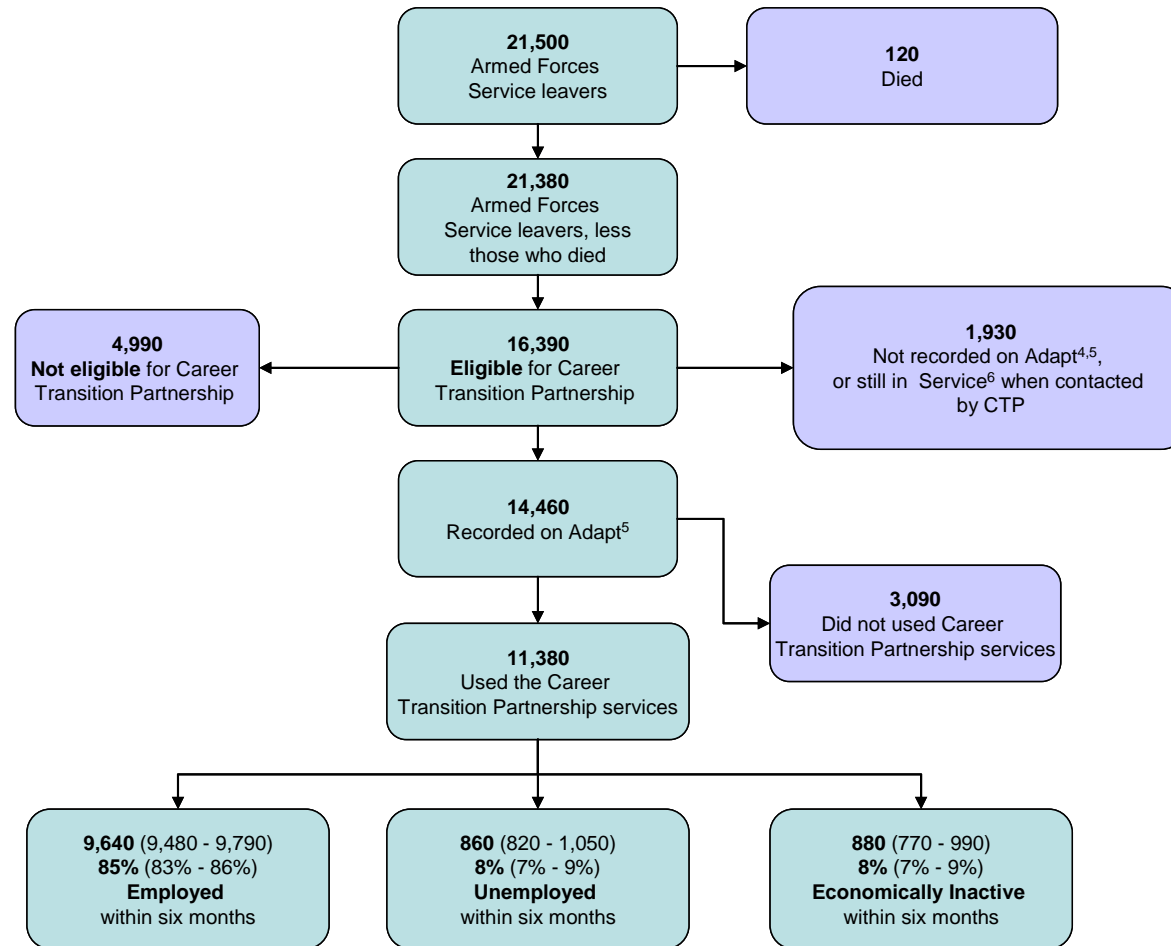 21,500
Armed Forces
Service leavers
120
Died
21,380
Armed Forces
Service leavers, less
those who died
4,990
Not eligible for Career
Transition Partnership
16,390
Eligible for Career
Transition Partnership
1,930
Not recorded on Adapt4,5,
or still in Service6 when contacted
by CTP
14,460
Recorded on Adapt5
3,090
Did not used Career
Transition Partnership services
11,380
Used the Career
Transition Partnership services
9,640 (9,480 - 9,790)
85% (83% - 86%)
Employed
within six months
860 (820 - 1,050)
8% (7% - 9%)
Unemployed
within six months
880 (770 - 990)
8% (7% - 9%)
Economically Inactive
within six months